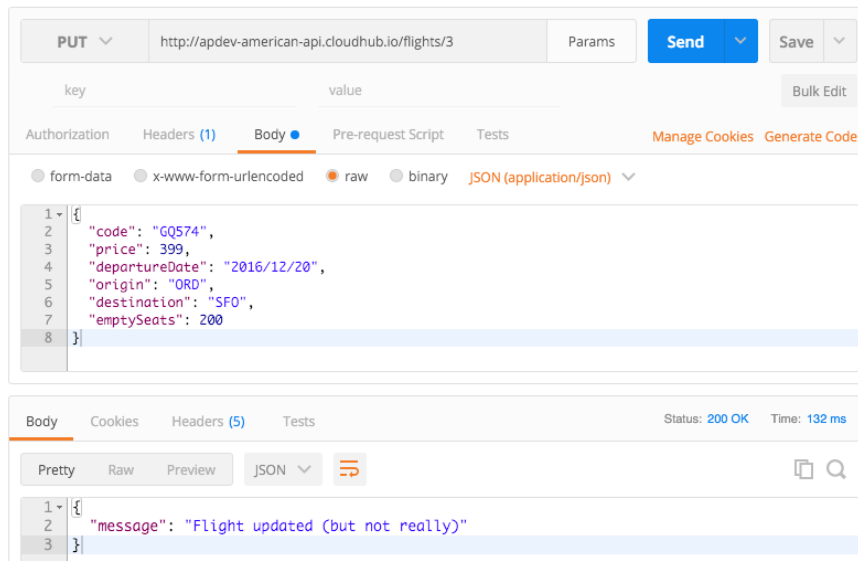 PUT http://apdev-american-api.cloudhub.io/flights/3 Params Send Save
key value Bulk Edit
Authorization Headers (1) Body Pre-request Script Tests Manage Cookies Generate Code
form-data x-www-form-urlencoded raw binary JSON (application/json)
1 {
2 "code": "GQ574",
3 "price": 399,
4 "departureDate": "2016/12/20",
5 "origin": "ORD",
6 "destination": "SFO",
7 "emptySeats": 200
8 }
Body Cookies Headers (5) Tests Status: 200 OK Time: 132 ms
Pretty Raw Preview JSON
1 {
2 "message": "Flight updated (but not really)"
3 }